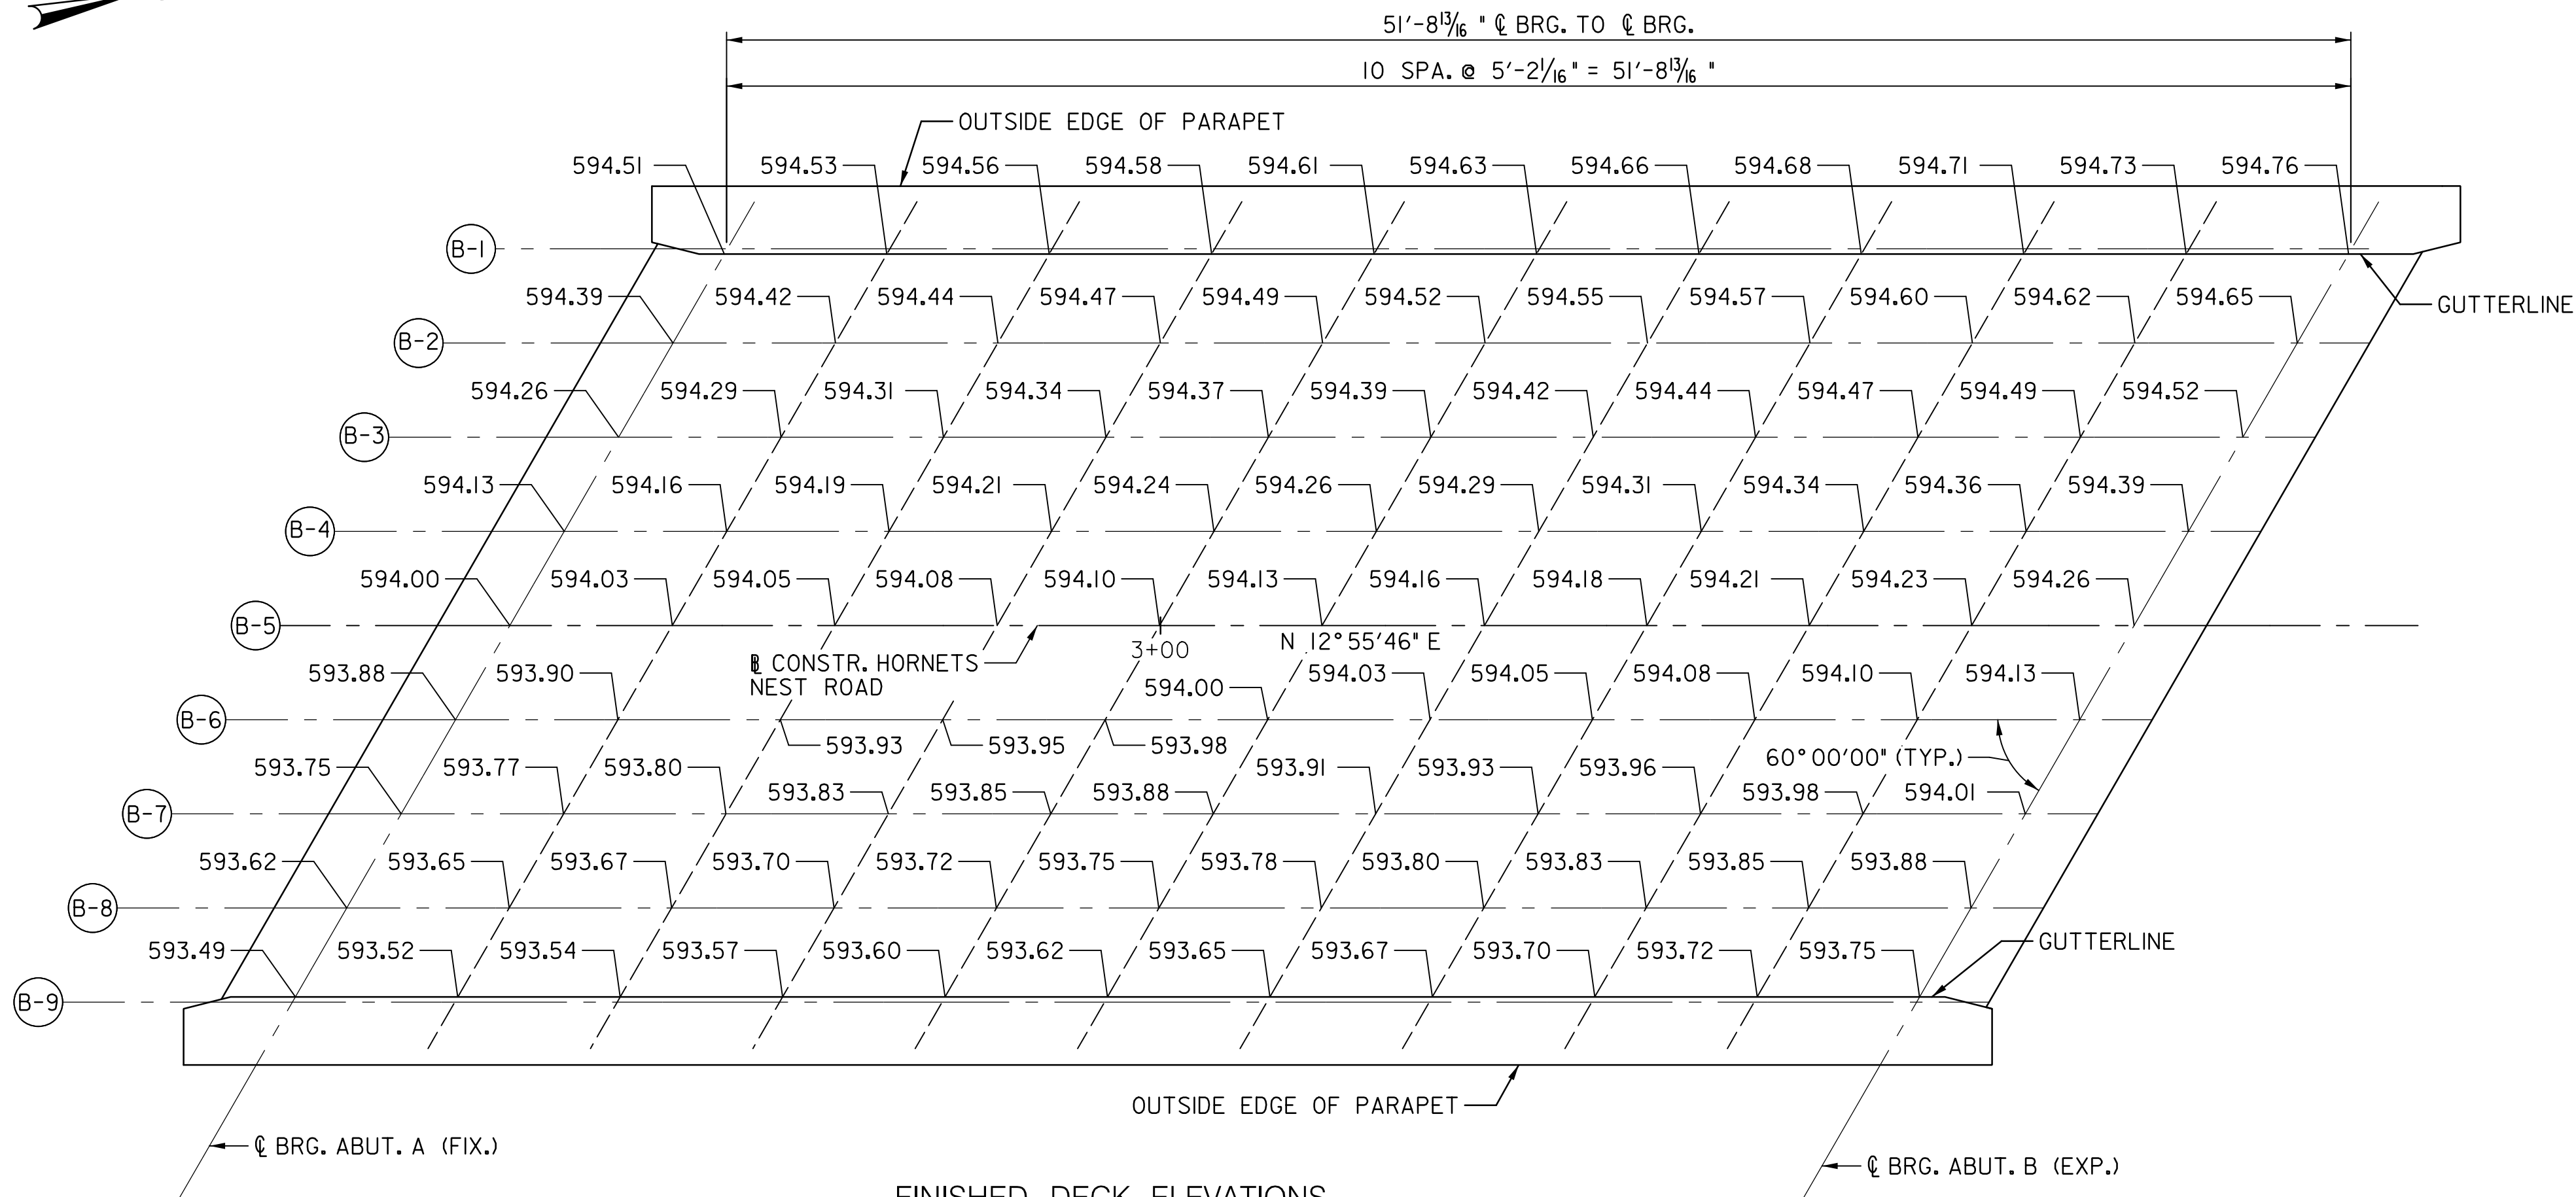 51'-8 13/16 " ℄ BRG. TO ℄ BRG.
10 SPA. @ 5'-2 1/16 " = 51'-8 13/16 "
OUTSIDE EDGE OF PARAPET
594.51 594.53 594.56 594.58 594.61 594.63 594.66 594.68 594.71 594.73 594.76
B-1
594.39 594.42 594.44 594.47 594.49 594.52 594.55 594.57 594.60 594.62 594.65
GUTTERLINE
B-2
594.26 594.29 594.31 594.34 594.37 594.39 594.42 594.44 594.47 594.49 594.52
B-3
594.13 594.16 594.19 594.21 594.24 594.26 594.29 594.31 594.34 594.36 594.39
B-4
594.00 594.03 594.05 594.08 594.10 594.13 594.16 594.18 594.21 594.23 594.26
B-5
3+00
N 12°55'46" E
CONSTR. HORNETS
NEST ROAD
593.88 593.90 594.00 594.03 594.05 594.08 594.10 594.13
B-6
593.93 593.95 593.98
60°00'00" (TYP.)
593.75 593.77 593.80 593.83 593.85 593.88 593.91 593.93 593.96 593.98 594.01
B-7
593.62 593.65 593.67 593.70 593.72 593.75 593.78 593.80 593.83 593.85 593.88
B-8
593.49 593.52 593.54 593.57 593.60 593.62 593.65 593.67 593.70 593.72 593.75
GUTTERLINE
B-9
OUTSIDE EDGE OF PARAPET
℄ BRG. ABUT. A (FIX.)
℄ BRG. ABUT. B (EXP.)
FINISHED DECK ELEVATIONS